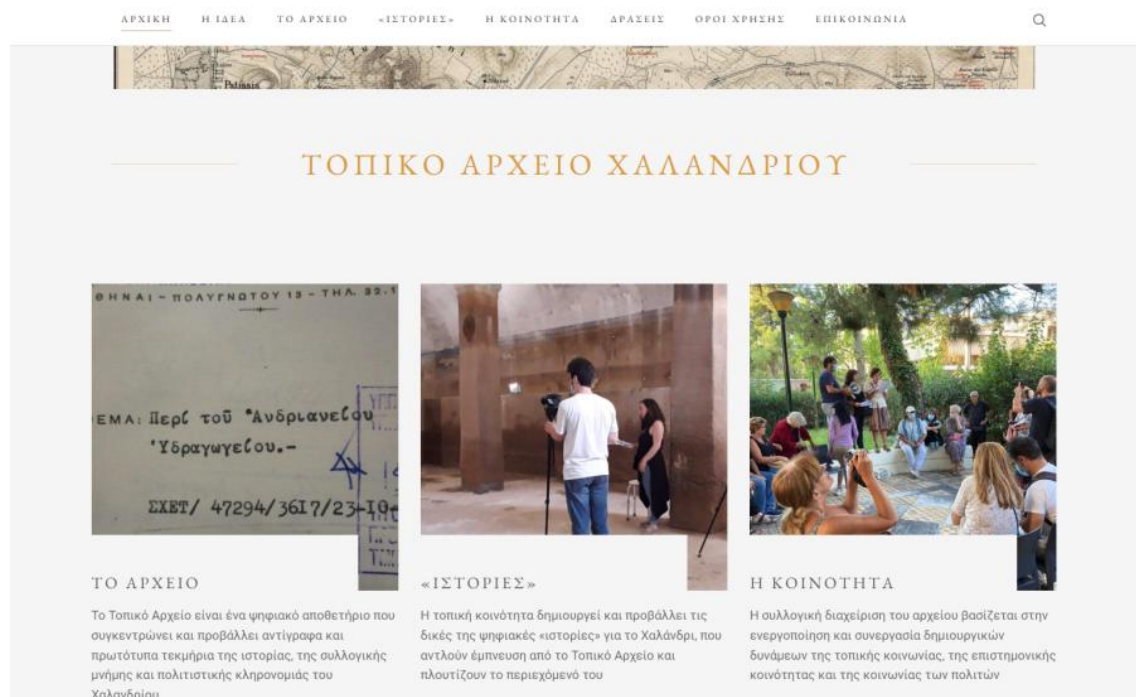 ΑΡΧΙΚΗ Η ΙΔΕΑ ΤΟ ΑΡΧΕΙΟ «ΙΣΤΟΡΙΕΣ» Η ΚΟΙΝΟΤΗΤΑ ΔΡΑΣΕΙΣ ΟΡΟΙ ΧΡΗΣΗΣ ΕΠΙΚΟΙΝΩΝΙΑ
Patissia
ΤΟΠΙΚΟ ΑΡΧΕΙΟ ΧΑΛΑΝΔΡΙΟΥ
ΘΗΝΑΙ - ΠΟΛΥΓΝΩΤΟΥ 13 - ΤΗΛ. 32.1
ΘΕΜΑ: Περί τοῦ Ἀνδριανείου
Ὑδραγωγείου.-
ΣΧΕΤ/ 47294/3617/23-10-
ΤΟ ΑΡΧΕΙΟ
Το Τοπικό Αρχείο είναι ένα ψηφιακό αποθετήριο που
συγκεντρώνει και προβάλλει αντίγραφα και
πρωτότυπα τεκμήρια της ιστορίας, της συλλογικής
μνήμης και πολιτιστικής κληρονομιάς του
Χαλανδρίου
«ΙΣΤΟΡΙΕΣ»
Η τοπική κοινότητα δημιουργεί και προβάλλει τις
δικές της ψηφιακές «ιστορίες» για το Χαλάνδρι, που
αντλούν έμπνευση από το Τοπικό Αρχείο και
πλουτίζουν το περιεχόμενό του
Η ΚΟΙΝΟΤΗΤΑ
Η συλλογική διαχείριση του αρχείου βασίζεται στην
ενεργοποίηση και συνεργασία δημιουργικών
δυνάμεων της τοπικής κοινωνίας, της επιστημονικής
κοινότητας και της κοινωνίας των πολιτών